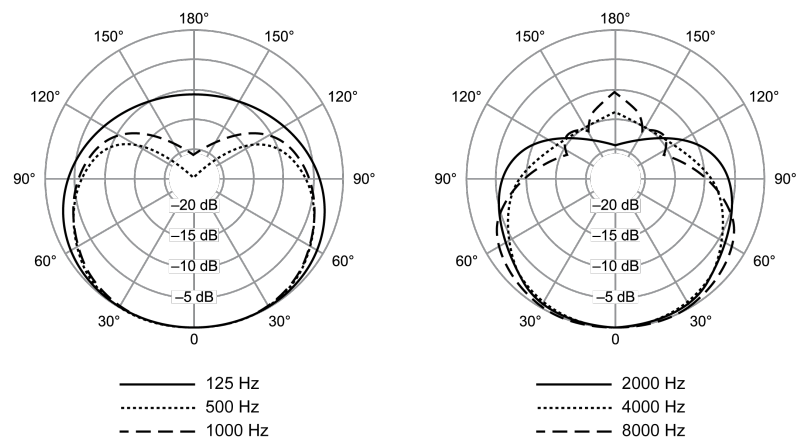 180° 180°
150° 150° 150° 150°
120° 120° 120° 120°
90° 90° 90° 90°
–20 dB –20 dB
–15 dB –15 dB
60° 60° 60° 60°
–10 dB –10 dB
–5 dB –5 dB
30° 30° 30° 30°
0 0
125 Hz 2000 Hz
500 Hz 4000 Hz
1000 Hz 8000 Hz